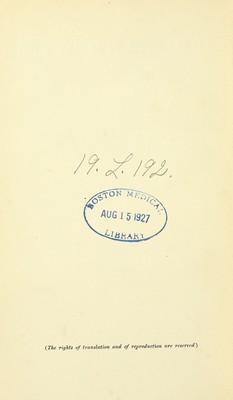 19. L. 192.
BOSTON MEDICAL
AUG 15 1927
LIBRARY
(The rights of translation and of reproduction are reserved)